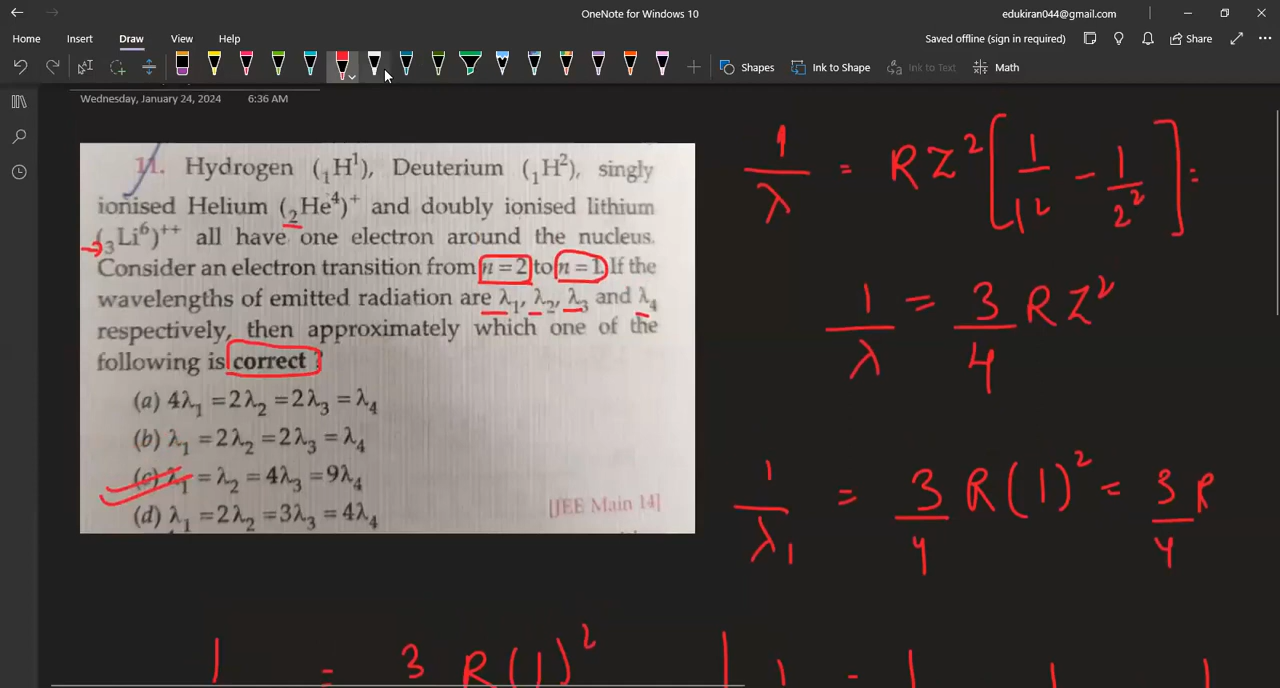 OneNote for Windows 10
edukiran044@gmail.com
Home Insert Draw View Help
Saved offline (sign in required)
Share
Shapes
Ink to Shape
Ink to Text
Math
Wednesday, January 24, 2024 6:36 AM
11. Hydrogen (₁H¹), Deuterium (₁H²), singly
ionised Helium (₂He⁴)⁺ and doubly ionised lithium
(₃Li⁶)⁺⁺ all have one electron around the nucleus.
Consider an electron transition from n = 2 to n = 1. If the
wavelengths of emitted radiation are λ₁, λ₂, λ₃ and λ₄
respectively, then approximately which one of the
following is correct ?
(a) 4λ₁ = 2λ₂ = 2λ₃ = λ₄
(b) λ₁ = 2λ₂ = 2λ₃ = λ₄
(c) λ₁ = λ₂ = 4λ₃ = 9λ₄
(d) λ₁ = 2λ₂ = 3λ₃ = 4λ₄
[JEE Main 14]
1/λ = RZ² [1/1² - 1/2²] =
1/λ = 3/4 RZ²
1/λ₁ = 3/4 R(1)² = 3/4 R
1 = 3 R(1)²